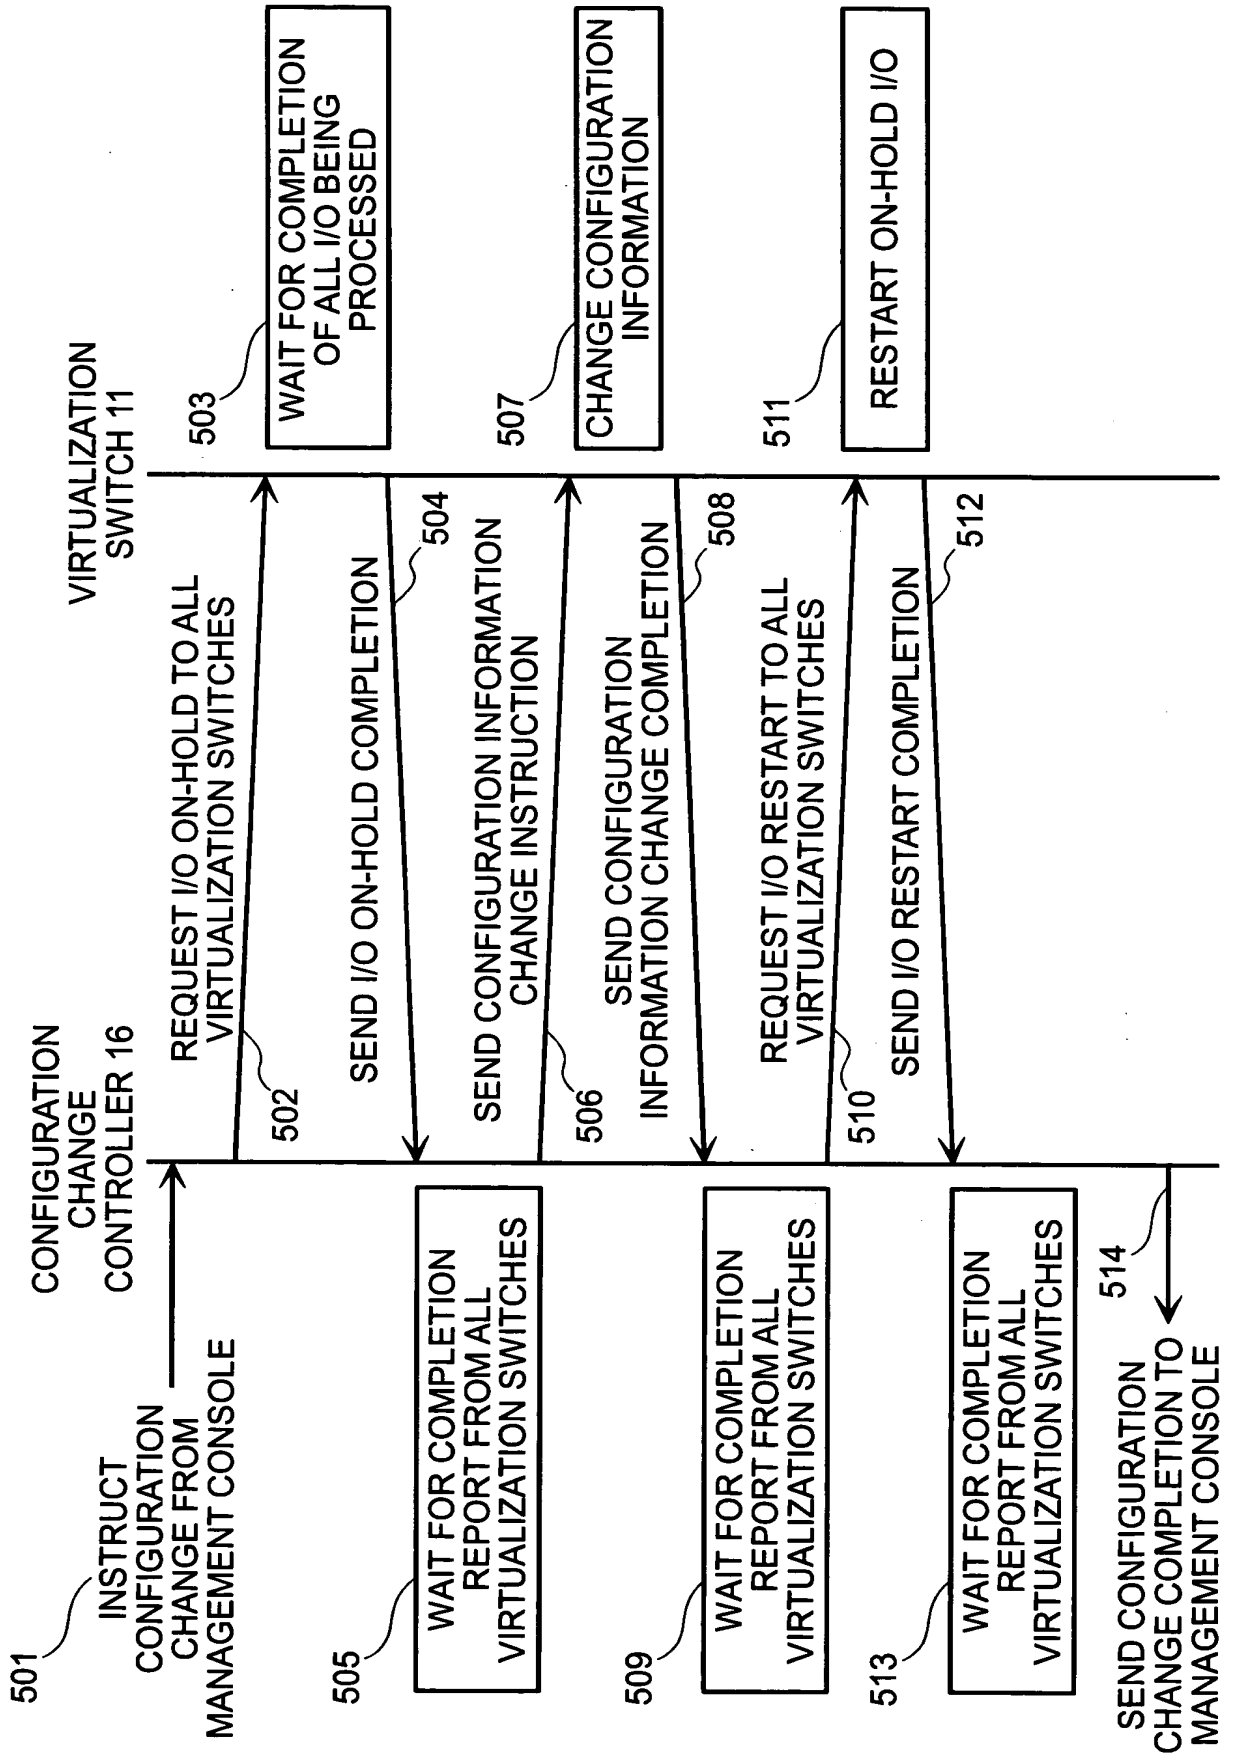 CONFIGURATION
CHANGE
CONTROLLER 16
VIRTUALIZATION
SWITCH 11
501
INSTRUCT
CONFIGURATION
CHANGE FROM
MANAGEMENT CONSOLE
REQUEST I/O ON-HOLD TO ALL
VIRTUALIZATION SWITCHES
502
503
WAIT FOR COMPLETION
OF ALL I/O BEING
PROCESSED
SEND I/O ON-HOLD COMPLETION
504
505
WAIT FOR COMPLETION
REPORT FROM ALL
VIRTUALIZATION SWITCHES
SEND CONFIGURATION INFORMATION
CHANGE INSTRUCTION
506
507
CHANGE CONFIGURATION
INFORMATION
SEND CONFIGURATION
INFORMATION CHANGE COMPLETION
508
509
WAIT FOR COMPLETION
REPORT FROM ALL
VIRTUALIZATION SWITCHES
REQUEST I/O RESTART TO ALL
VIRTUALIZATION SWITCHES
510
511
RESTART ON-HOLD I/O
SEND I/O RESTART COMPLETION
512
513
WAIT FOR COMPLETION
REPORT FROM ALL
VIRTUALIZATION SWITCHES
514
SEND CONFIGURATION
CHANGE COMPLETION TO
MANAGEMENT CONSOLE